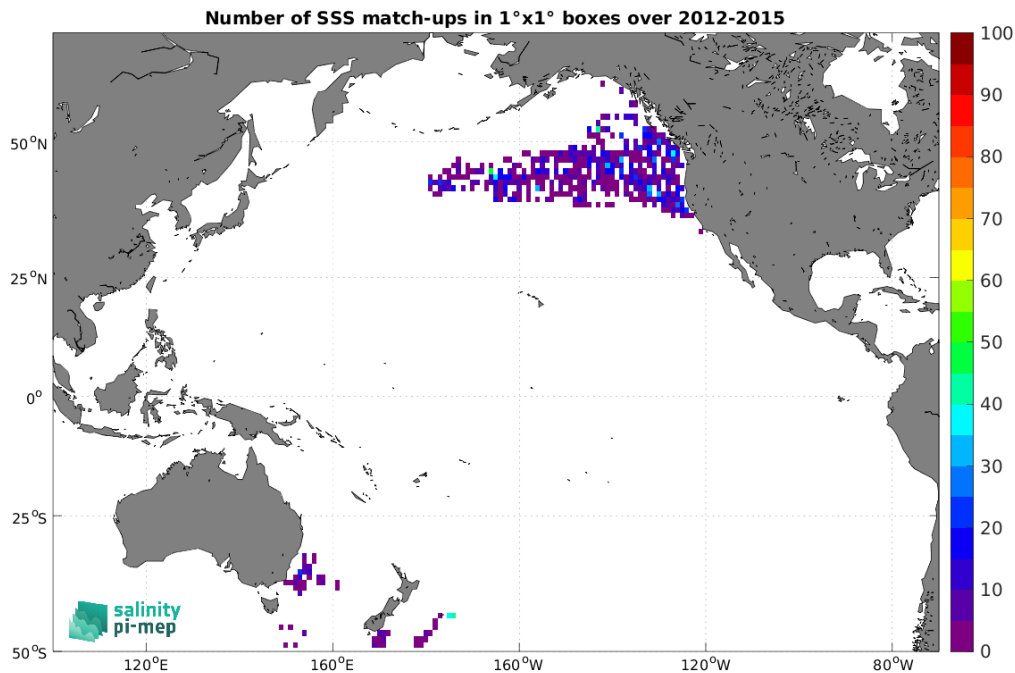 Number of SSS match-ups in 1°x1° boxes over 2012-2015
100
90
80
70
60
50
40
30
20
10
0
50°N
25°N
0°
25°S
50°S
120°E
160°E
160°W
120°W
80°W
salinity
pi-mep